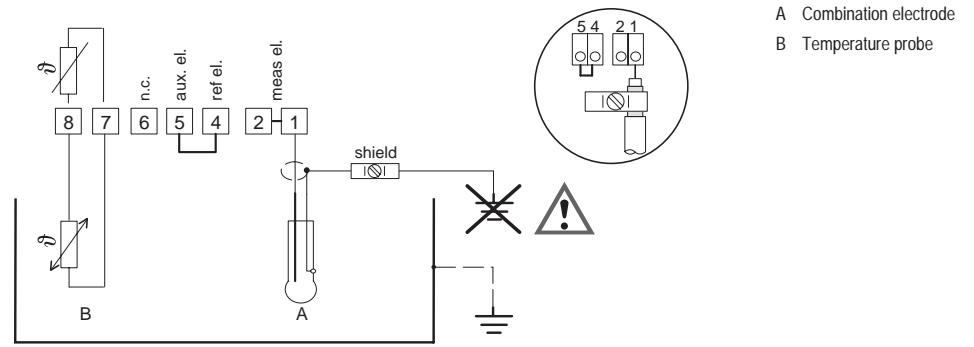 A Combination electrode
B Temperature probe
5 4 2 1
ϑ
n.c.
aux. el.
ref el.
meas el.
8 7 6 5 4 2 1
shield
ϑ
B
A